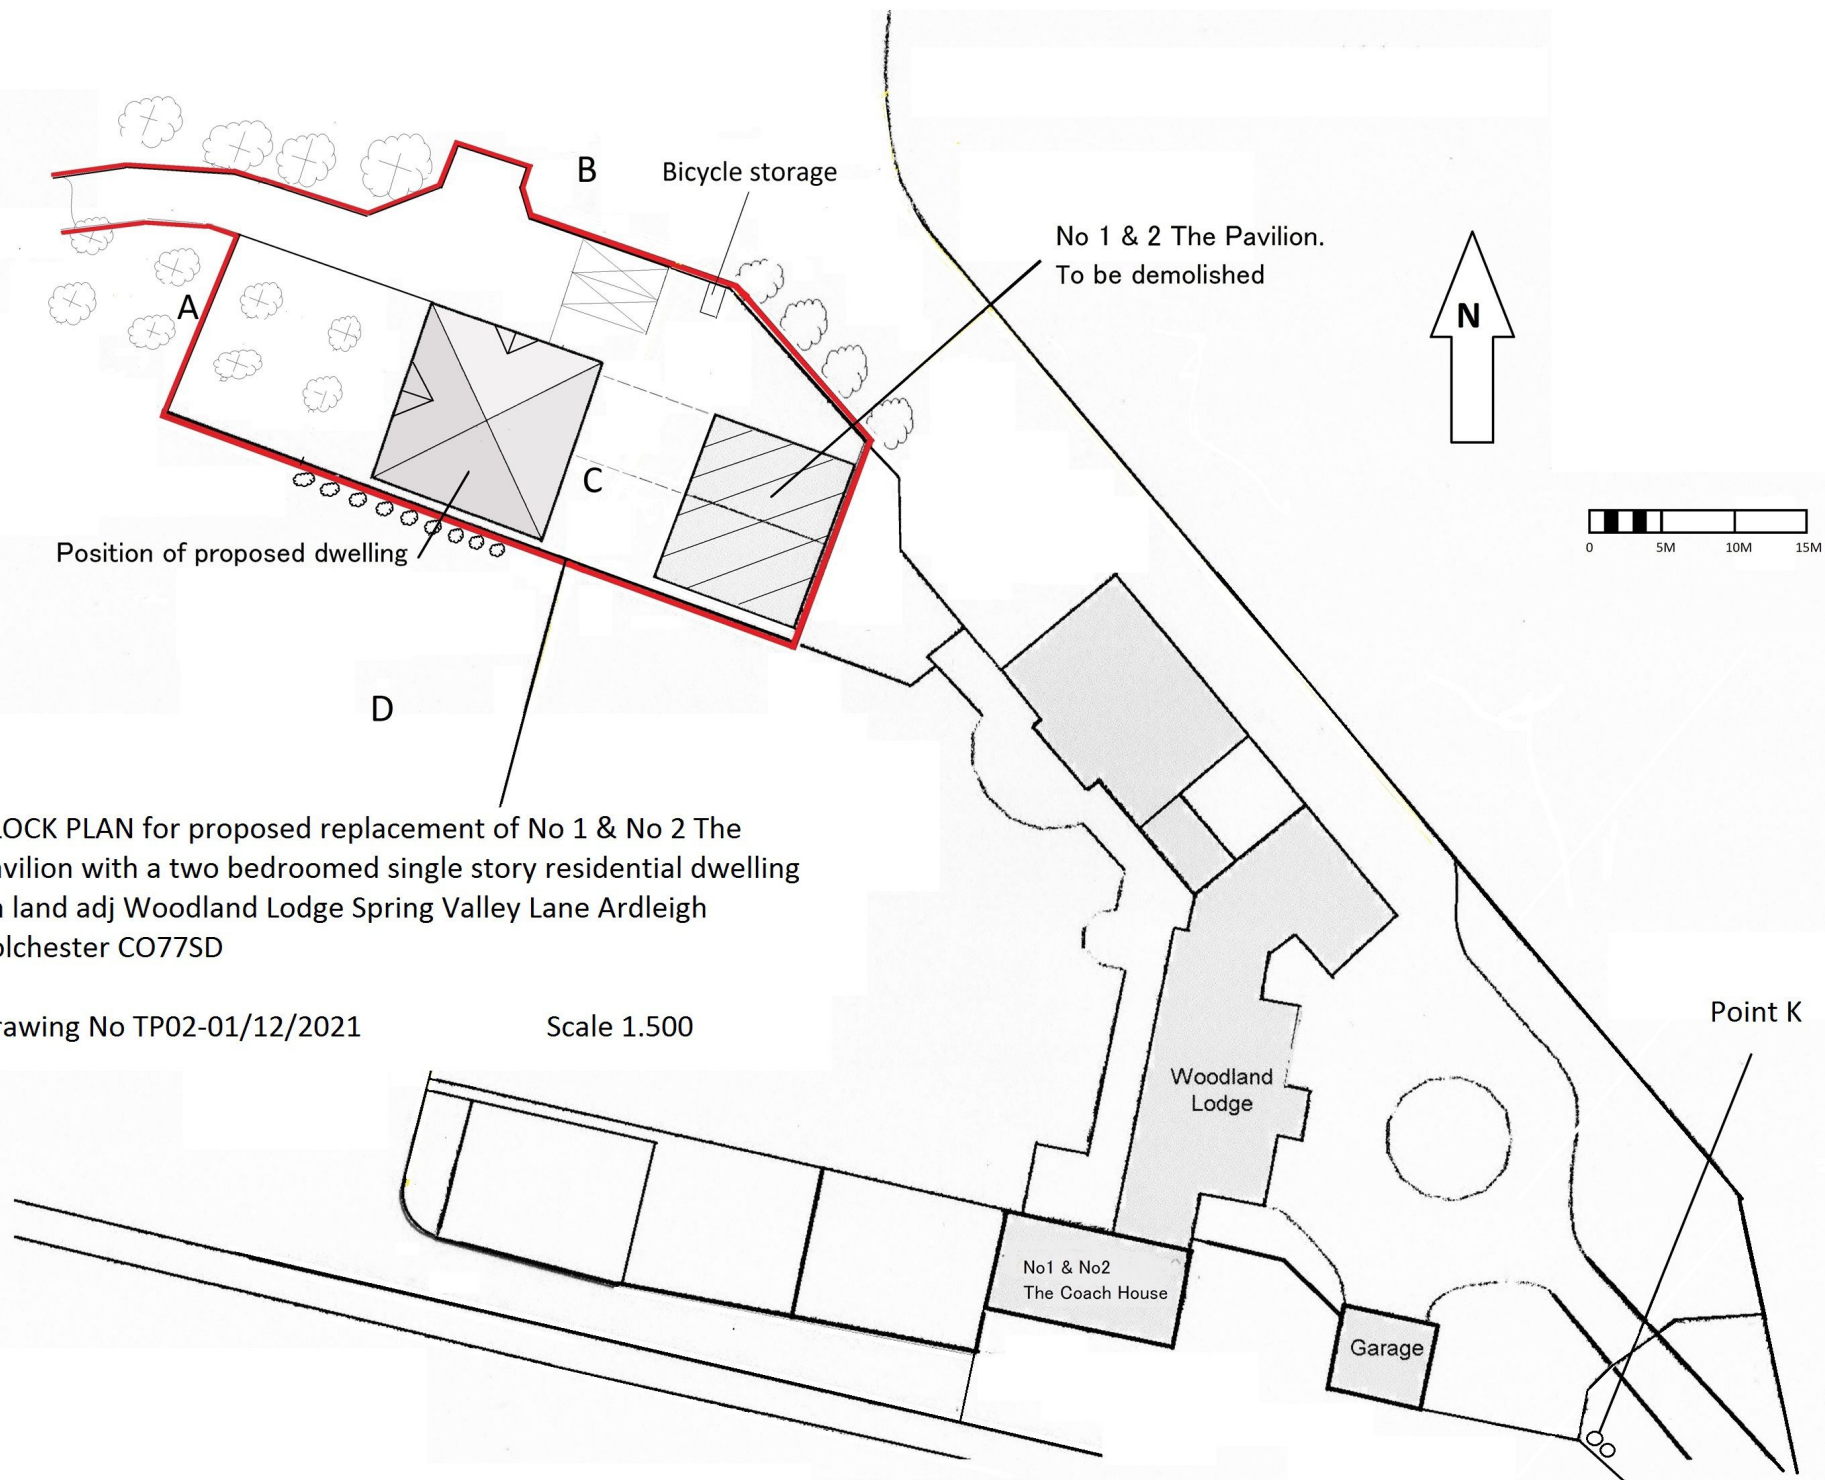 B
Bicycle storage
No 1 & 2 The Pavilion.
To be demolished
A
N
C
0 5M 10M 15M
Position of proposed dwelling
D
LOCK PLAN for proposed replacement of No 1 & No 2 The
avilion with a two bedroomed single story residential dwelling
n land adj Woodland Lodge Spring Valley Lane Ardleigh
olchester CO77SD
rawing No TP02-01/12/2021 Scale 1.500
Point K
Woodland
Lodge
No1 & No2
The Coach House
Garage